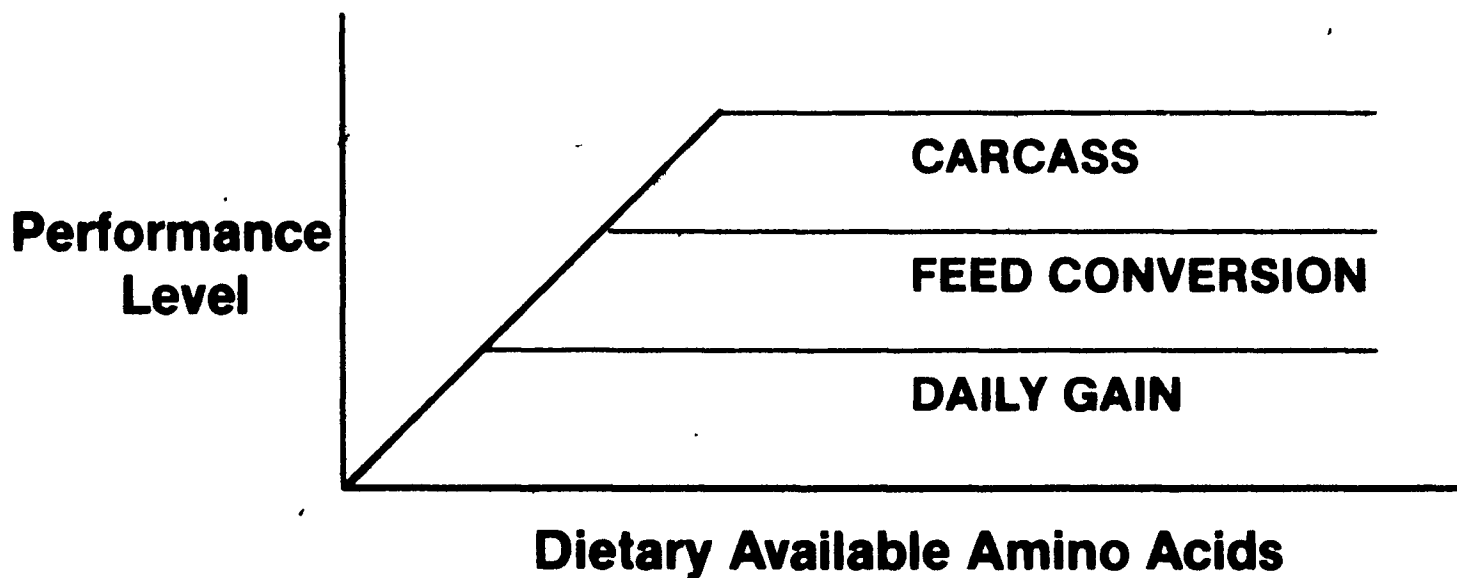 CARCASS
Performance
Level
FEED CONVERSION
DAILY GAIN
Dietary Available Amino Acids